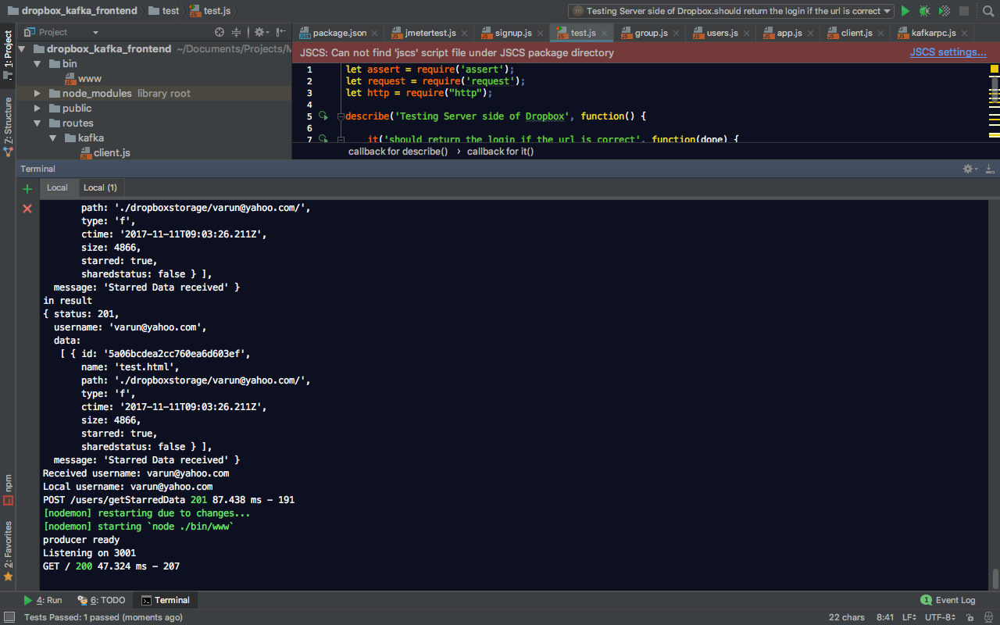 dropbox_kafka_frontend test test.js
Testing Server side of Dropbox.should return the login if the url is correct
Project
package.json jmetertest.js signup.js test.js group.js users.js app.js client.js kafkarpc.js
1: Project
Z: Structure
npm
2: Favorites
dropbox_kafka_frontend ~/Documents/Projects/M
bin
www
node_modules library root
public
routes
kafka
client.js
JSCS: Can not find 'jscs' script file under JSCS package directory JSCS settings...
1 let assert = require('assert');
2 let request = require('request');
3 let http = require("http");
4
5 describe('Testing Server side of Dropbox', function() {
6
7 it('should return the login if the url is correct', function(done) {
callback for describe() › callback for it()
Terminal
Local Local (1)
path: './dropboxstorage/varun@yahoo.com/',
type: 'f',
ctime: '2017-11-11T09:03:26.211Z',
size: 4866,
starred: true,
sharedstatus: false } ],
message: 'Starred Data received' }
in result
{ status: 201,
username: 'varun@yahoo.com',
data:
[ { id: '5a06bcdea2cc760ea6d603ef',
name: 'test.html',
path: './dropboxstorage/varun@yahoo.com/',
type: 'f',
ctime: '2017-11-11T09:03:26.211Z',
size: 4866,
starred: true,
sharedstatus: false } ],
message: 'Starred Data received' }
Received username: varun@yahoo.com
Local username: varun@yahoo.com
POST /users/getStarredData 201 87.438 ms - 191
[nodemon] restarting due to changes...
[nodemon] starting `node ./bin/www`
producer ready
Listening on 3001
GET / 200 47.324 ms - 207
4: Run 6: TODO Terminal 1 Event Log
Tests Passed: 1 passed (moments ago) 22 chars 8:41 LF UTF-8